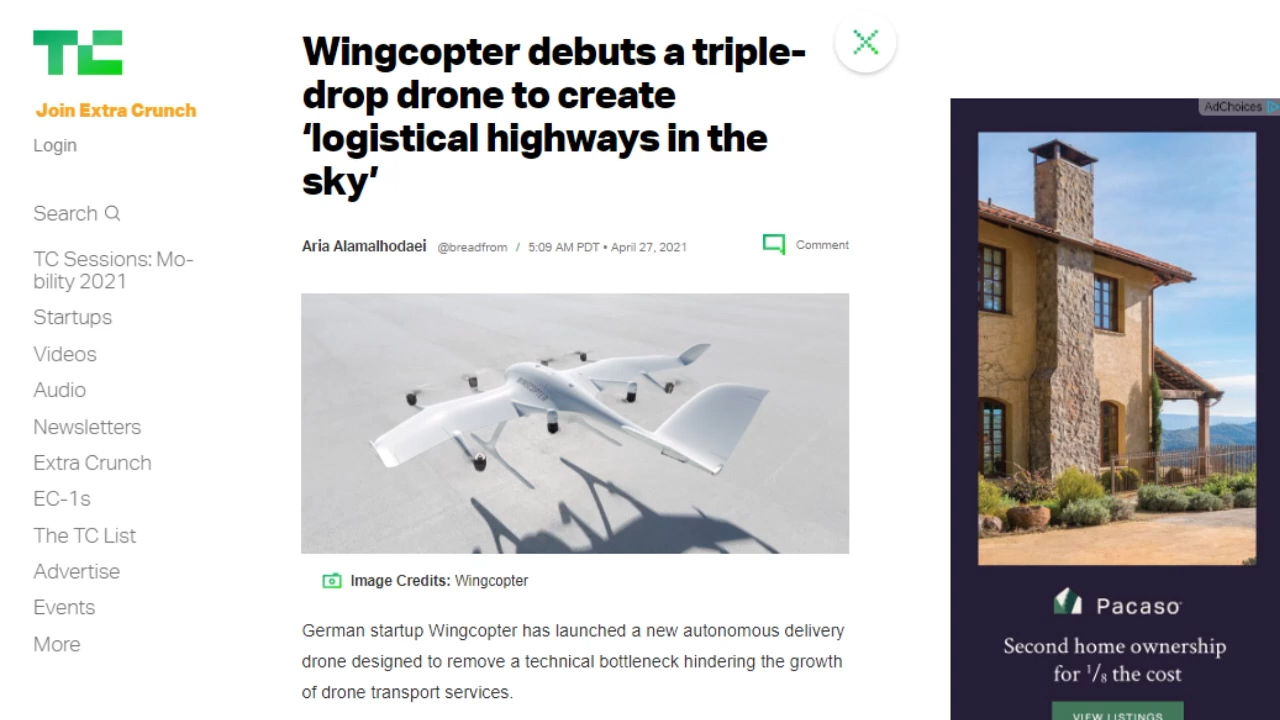 TC
Join Extra Crunch
Login
Search
TC Sessions: Mo-
bility 2021
Startups
Videos
Audio
Newsletters
Extra Crunch
EC-1s
The TC List
Advertise
Events
More
Wingcopter debuts a triple-
drop drone to create
‘logistical highways in the
sky’
Aria Alamalhodaei @breadfrom / 5:09 AM PDT • April 27, 2021
Comment
WINGCOPTER
Image Credits: Wingcopter
German startup Wingcopter has launched a new autonomous delivery
drone designed to remove a technical bottleneck hindering the growth
of drone transport services.
AdChoices
Pacaso
Second home ownership
for 1/8 the cost
VIEW LISTINGS